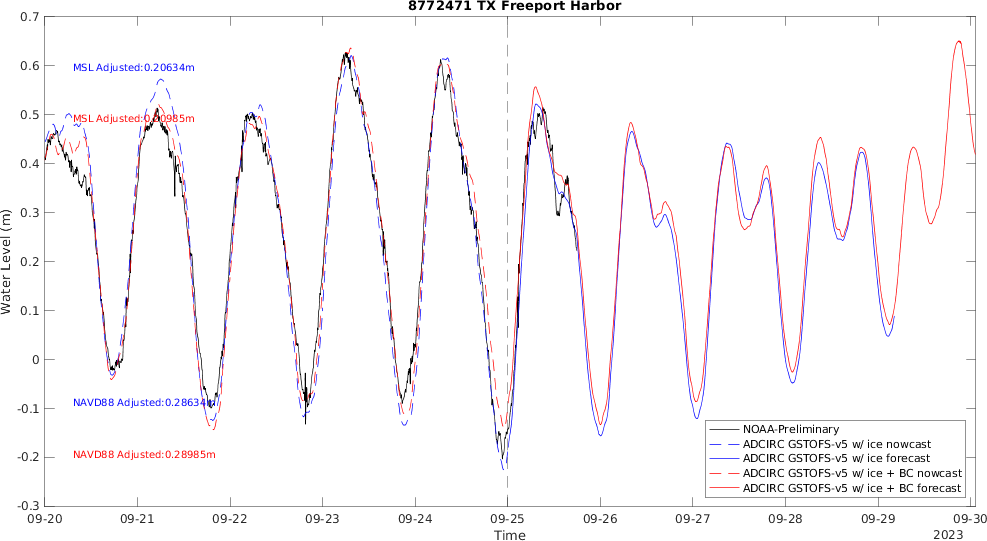 8772471 TX Freeport Harbor
0.7
0.6
0.5
0.4
0.3
0.2
0.1
0
-0.1
-0.2
-0.3
Water Level (m)
MSL Adjusted:0.20634m
MSL Adjusted:0.20985m
NAVD88 Adjusted:0.28634m
NAVD88 Adjusted:0.28985m
NOAA-Preliminary
ADCIRC GSTOFS-v5 w/ ice nowcast
ADCIRC GSTOFS-v5 w/ ice forecast
ADCIRC GSTOFS-v5 w/ ice + BC nowcast
ADCIRC GSTOFS-v5 w/ ice + BC forecast
09-20 09-21 09-22 09-23 09-24 09-25 09-26 09-27 09-28 09-29 09-30
Time
2023